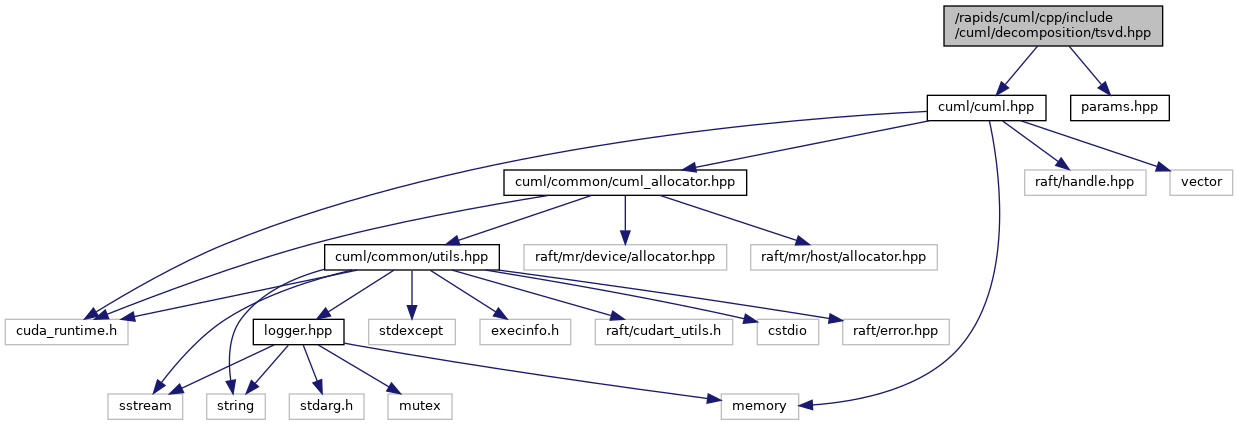 /rapids/cuml/cpp/include
/cuml/decomposition/tsvd.hpp
cuml/cuml.hpp
params.hpp
cuml/common/cuml_allocator.hpp
raft/handle.hpp
vector
cuml/common/utils.hpp
raft/mr/device/allocator.hpp
raft/mr/host/allocator.hpp
cuda_runtime.h
logger.hpp
stdexcept
execinfo.h
raft/cudart_utils.h
cstdio
raft/error.hpp
sstream
string
stdarg.h
mutex
memory